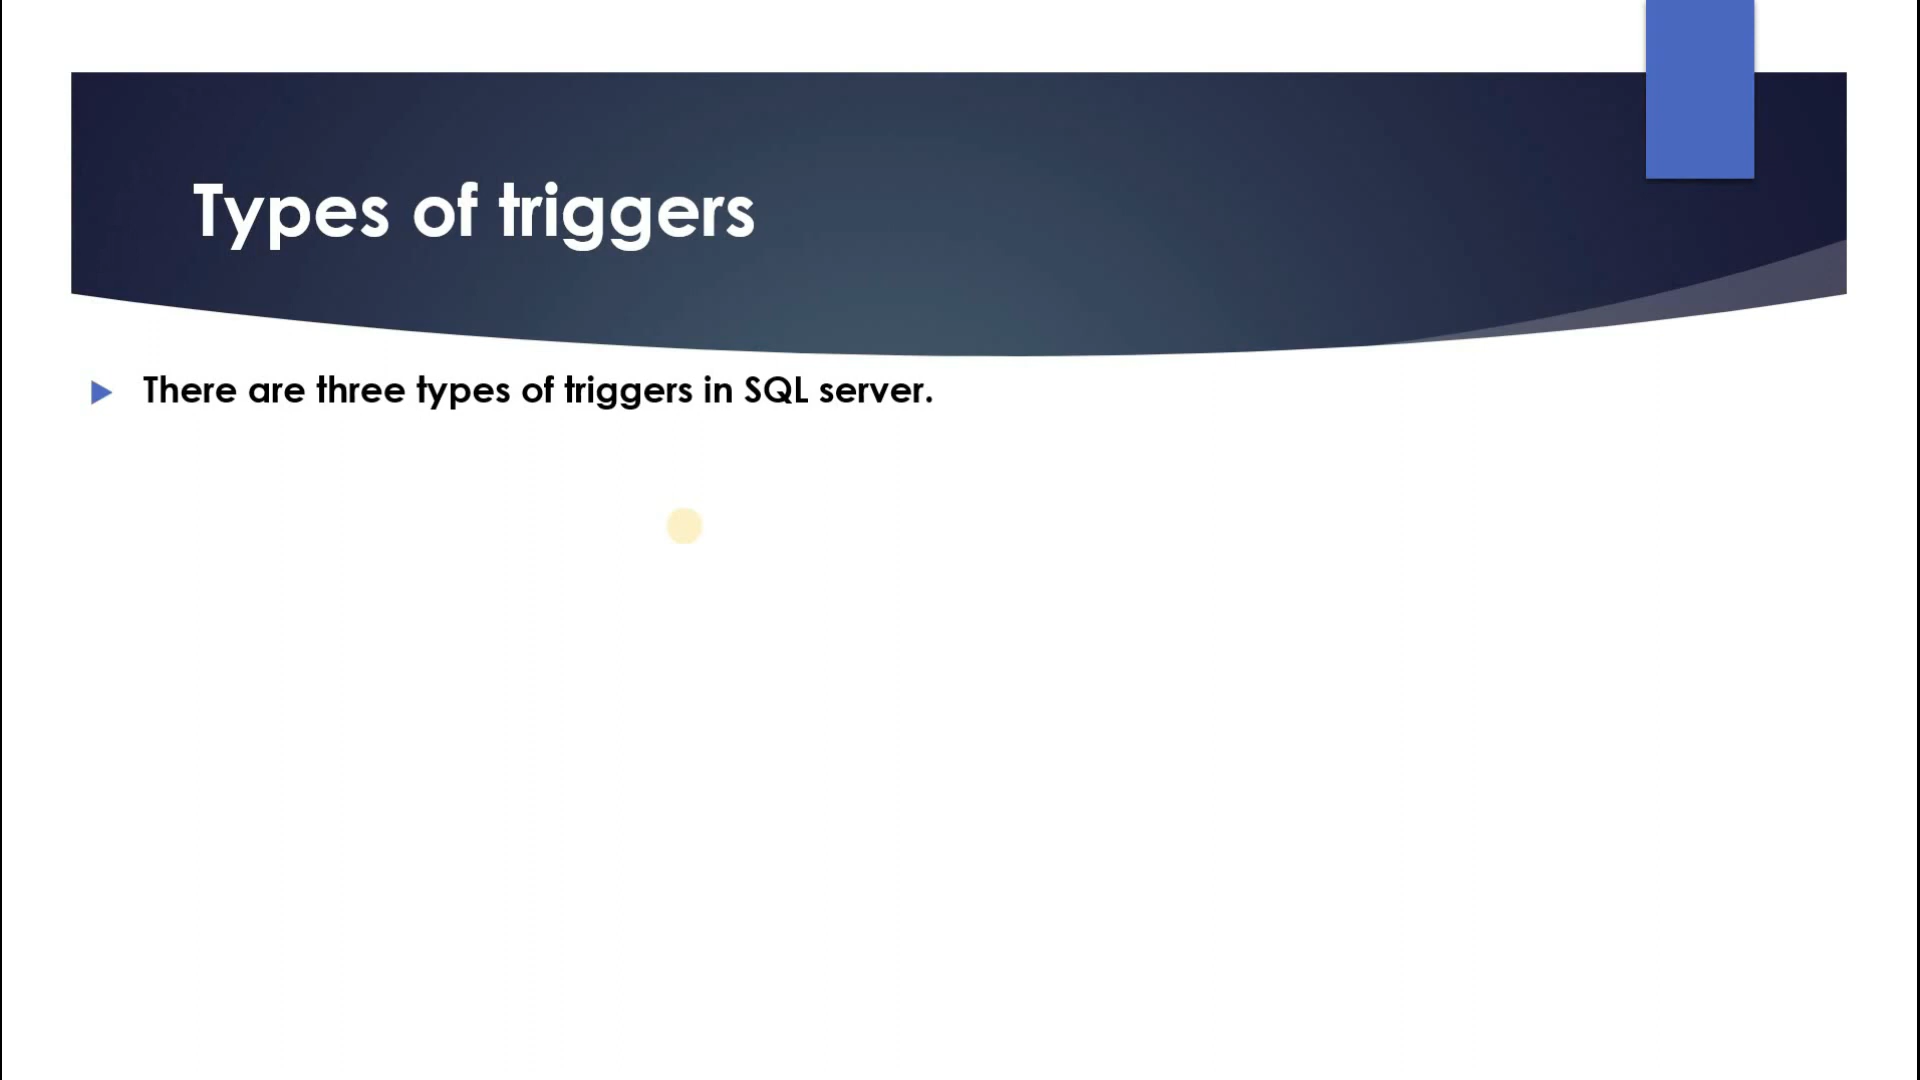 Types of triggers
There are three types of triggers in SQL server.